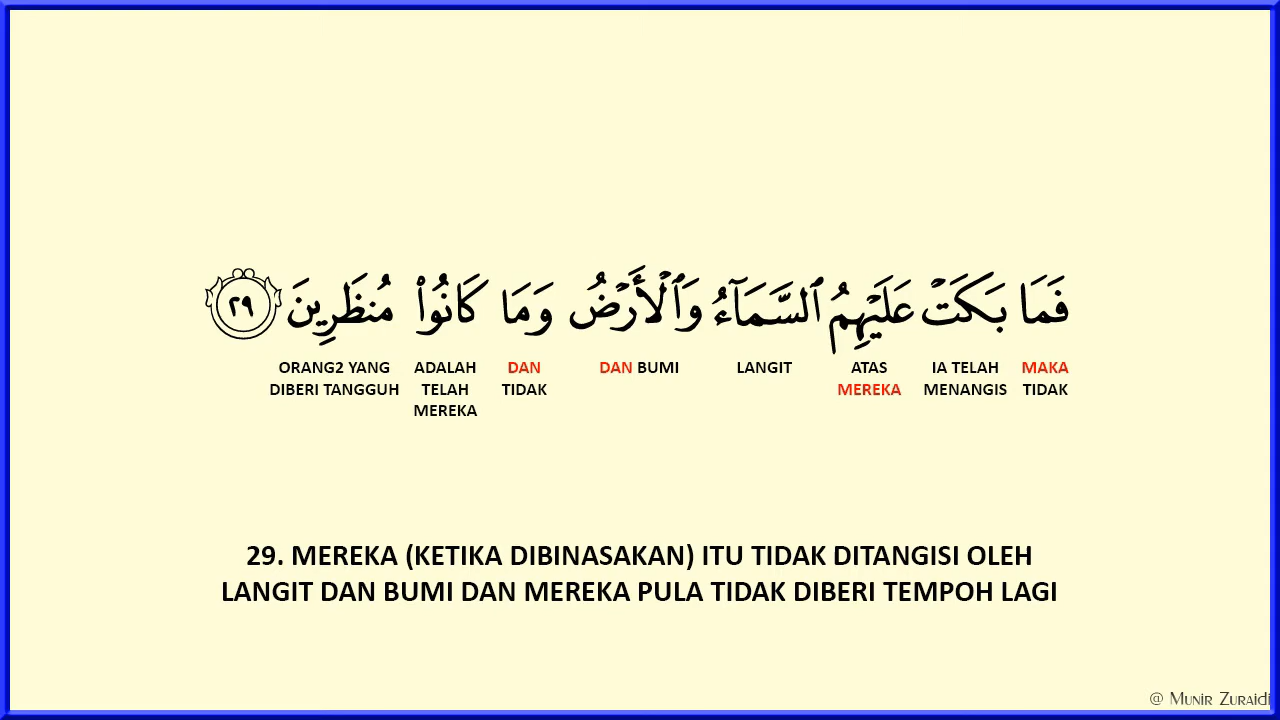 فَمَا بَكَتۡ عَلَيۡهِمُ ٱلسَّمَآءُ وَٱلۡأَرۡضُ وَمَا كَانُواْ مُنظَرِينَ ٢٩
MAKA TIDAK
IA TELAH MENANGIS
ATAS MEREKA
LANGIT
DAN BUMI
DAN TIDAK
ADALAH TELAH MEREKA
ORANG2 YANG DIBERI TANGGUH
29. MEREKA (KETIKA DIBINASAKAN) ITU TIDAK DITANGISI OLEH
LANGIT DAN BUMI DAN MEREKA PULA TIDAK DIBERI TEMPOH LAGI
@ Munir Zuraidi